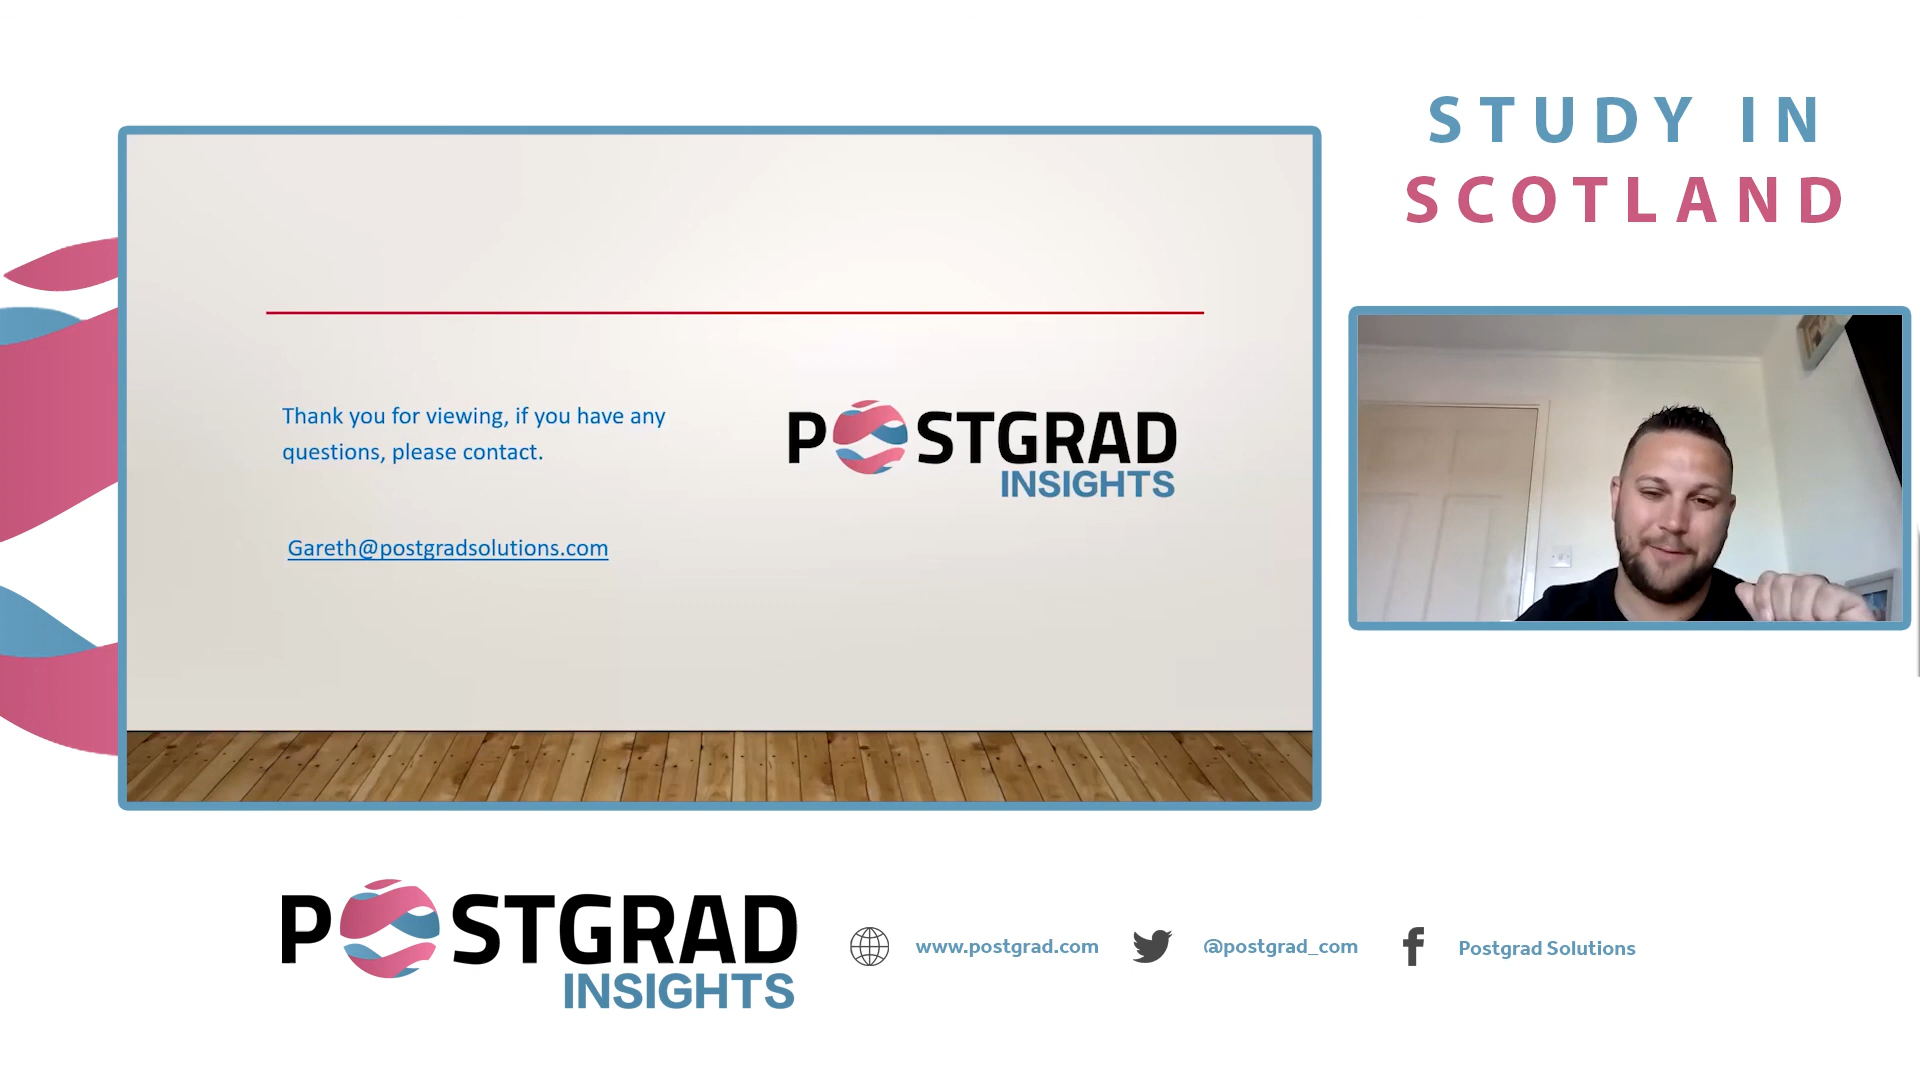 STUDY IN
SCOTLAND
Thank you for viewing, if you have any
questions, please contact.
Gareth@postgradsolutions.com
POSTGRAD
INSIGHTS
POSTGRAD
INSIGHTS
www.postgrad.com
@postgrad_com
Postgrad Solutions